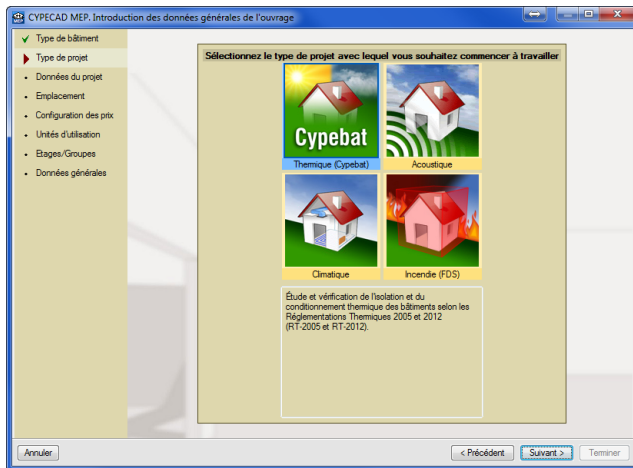 CYPECAD MEP. Introduction des données générales de l'ouvrage
Type de bâtiment
Type de projet
Données du projet
Emplacement
Configuration des prix
Unités d'utilisation
Etages/Groupes
Données générales
Sélectionnez le type de projet avec lequel vous souhaitez commencer à travailler
Cypebat
Thermique (Cypebat)
Acoustique
Climatique
Incendie (FDS)
Étude et vérification de l'isolation et du
conditionnement thermique des bâtiments selon les
Réglementations Thermiques 2005 et 2012
(RT-2005 et RT-2012).
Annuler
< Précédent
Suivant >
Terminer